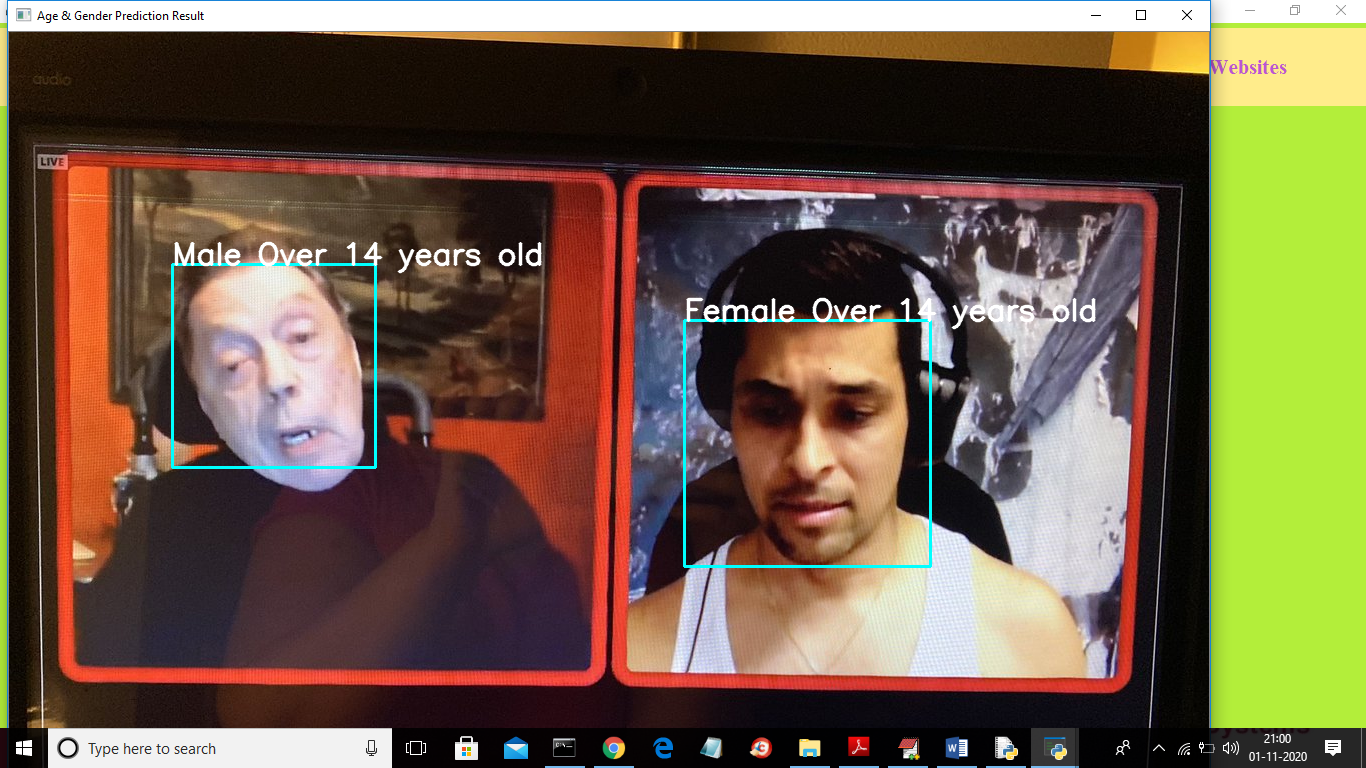 Age & Gender Prediction Result
Websites
audio
LIVE
Male Over 14 years old
Female Over 14 years old
Type here to search
21:00
01-11-2020